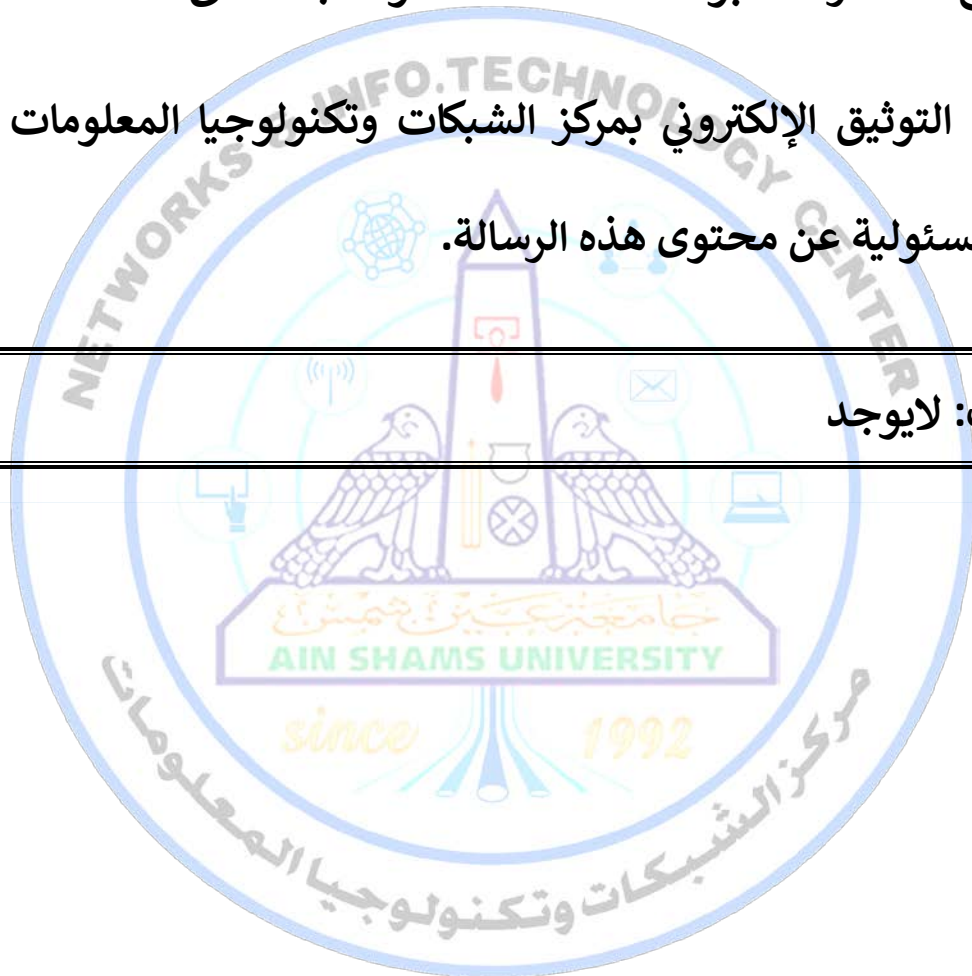 التوثيق الإلكتروني بمركز الشبكات وتكنولوجيا المعلومات
عن محتوى هذه الرسالة.
لايوجد
NETWORKS & INFO.TECHNOLOGY CENTER
جامعة عين شمس
AIN SHAMS UNIVERSITY
since 1992
مركز الشبكات وتكنولوجيا المعلومات